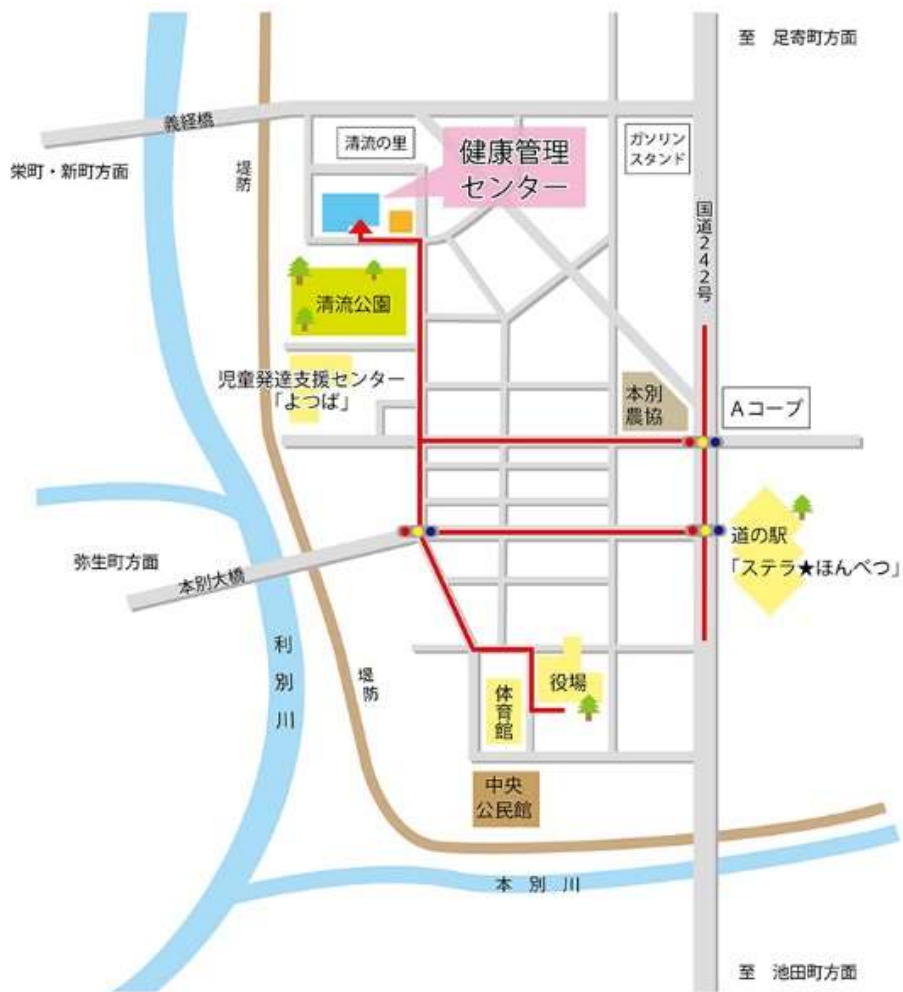 至 足寄町方面
義経橋
清流の里
健康管理
センター
ガソリン
スタンド
栄町・新町方面
堤防
国道242号
清流公園
児童発達支援センター
「よつば」
本別
農協
Aコープ
道の駅
「ステラ★ほんべつ」
弥生町方面
本別大橋
利別川
堤防
役場
体育館
中央
公民館
本別川
至 池田町方面